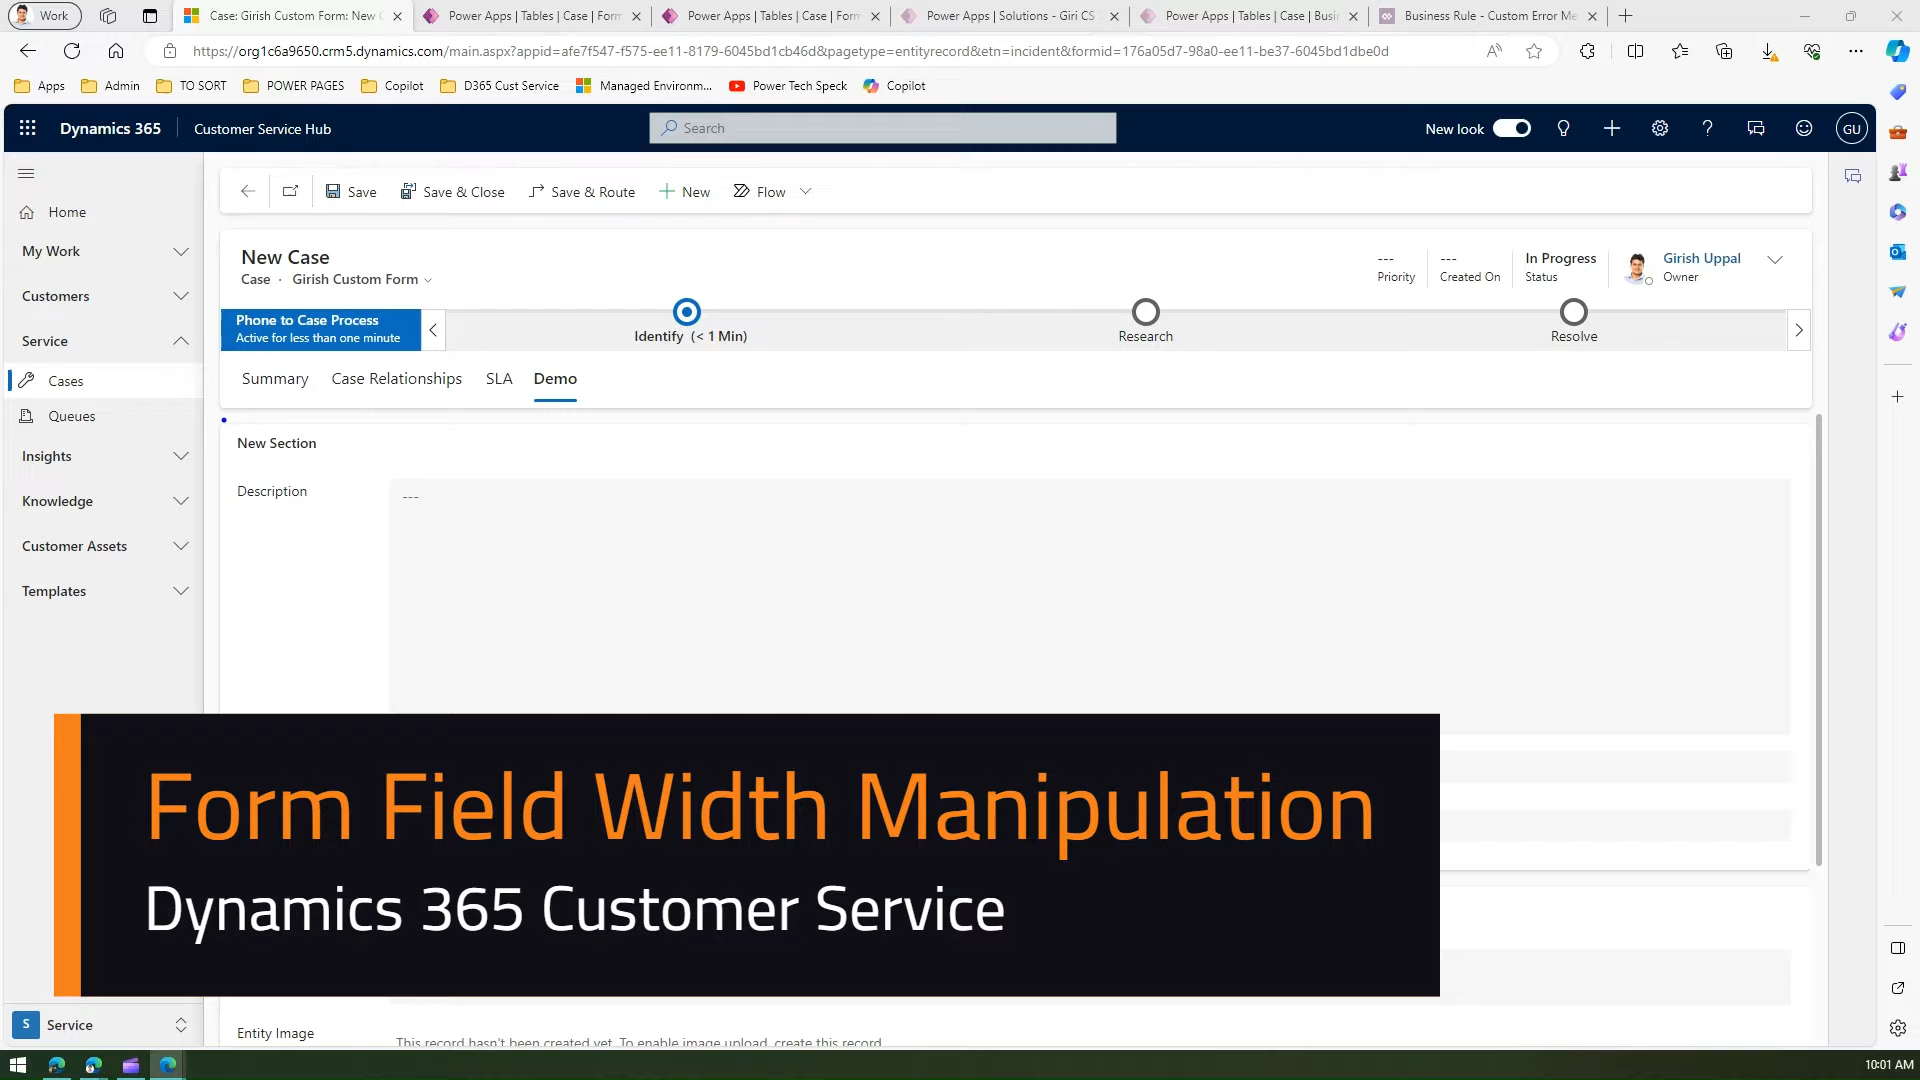 Work
Case: Girish Custom Form: New C
Power Apps | Tables | Case | Form
Power Apps | Tables | Case | Form
Power Apps | Solutions - Giri CS
Power Apps | Tables | Case | Busi
Business Rule - Custom Error Me
https://org1c6a9650.crm5.dynamics.com/main.aspx?appid=afe7f547-f575-ee11-8179-6045bd1cb46d&pagetype=entityrecord&etn=incident&formid=176a05d7-98a0-ee11-be37-6045bd1dbe0d
Apps
Admin
TO SORT
POWER PAGES
Copilot
D365 Cust Service
Managed Environm...
Power Tech Speck
Copilot
Dynamics 365
Customer Service Hub
Search
New look
GU
Save
Save & Close
Save & Route
New
Flow
Home
My Work
Customers
Service
Cases
Queues
Insights
Knowledge
Customer Assets
Templates
New Case
Case · Girish Custom Form
---
Priority
---
Created On
In Progress
Status
Girish Uppal
Owner
Phone to Case Process
Active for less than one minute
Identify (< 1 Min)
Research
Resolve
Summary
Case Relationships
SLA
Demo
New Section
Description
---
Form Field Width Manipulation
Dynamics 365 Customer Service
S
Service
Entity Image
This record hasn't been created yet. To enable image upload, create this record.
10:01 AM